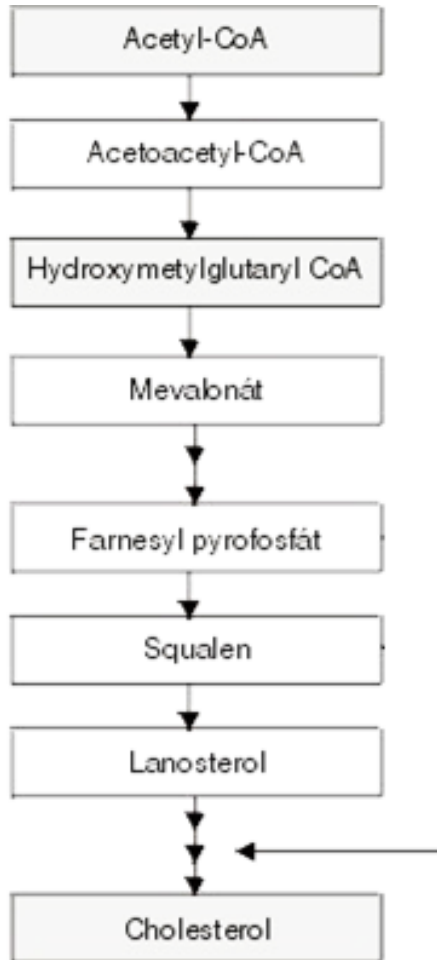 Acetyl-CoA
Acetoacetyl-CoA
Hydroxymetylglutaryl CoA
Mevalonát
Farnesyl pyrofosfát
Squalen
Lanosterol
Cholesterol